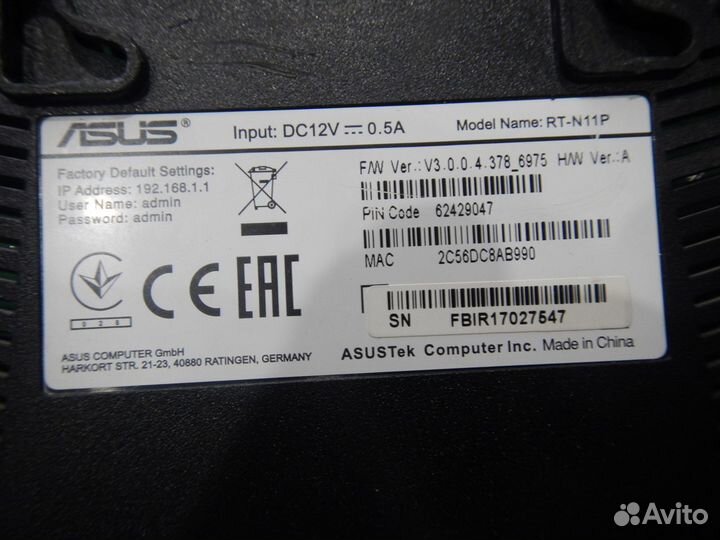 ASUS®
Input: DC12V 0.5A
Model Name: RT-N11P
Factory Default Settings:
IP Address: 192.168.1.1
User Name: admin
Password: admin
F/W Ver.: V3.0.0.4.378_6975 H/W Ver.: A
PIN Code 62429047
MAC 2C56DC8AB990
SN FBIR17027547
028
CE EAC
ASUS COMPUTER GmbH
HARKORT STR. 21-23, 40880 RATINGEN, GERMANY
ASUSTek Computer Inc. Made in China
Avito